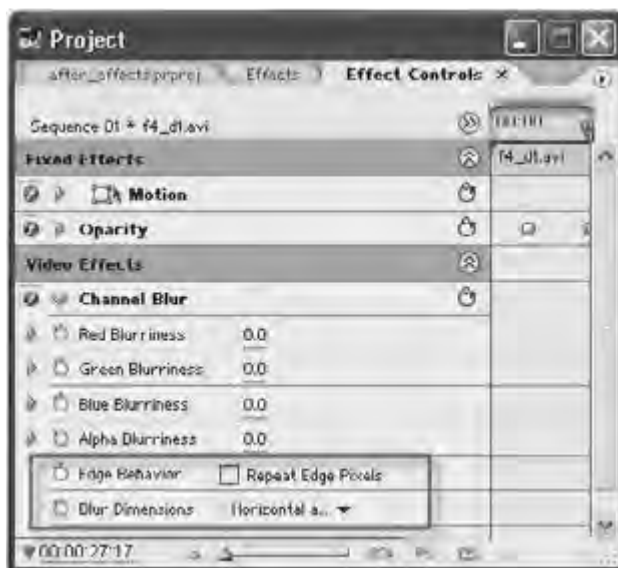 Project
after_effects.prproj Effects Effect Controls ×
Sequence 01 * f4_d1.avi
Fixed Effects f4_d1.avi
Motion
Opacity
Video Effects
Channel Blur
Red Blurriness 0.0
Green Blurriness 0.0
Blue Blurriness 0.0
Alpha Blurriness 0.0
Edge Behavior Repeat Edge Pixels
Blur Dimensions Horizontal a...
00:00:27:17